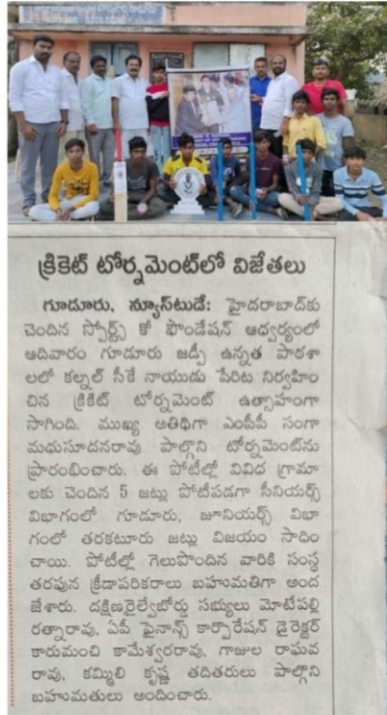 క్రికెట్ టోర్నమెంట్‌లో విజేతలు
గూడూరు, న్యూస్‌టుడే: హైదరాబాద్‌కు
చెందిన స్పోర్ట్స్ కో ఫౌండేషన్ ఆధ్వర్యంలో
ఆదివారం గూడూరు జడ్పీ ఉన్నత పాఠశా
లలో కల్నల్ సీకే నాయుడు పేరిట నిర్వహిం
చిన క్రికెట్ టోర్నమెంట్ ఉత్సాహంగా
సాగింది. ముఖ్య అతిథిగా ఎంపీపీ సంగా
మధుసూదనరావు పాల్గొని టోర్నమెంట్‌ను
ప్రారంభించారు. ఈ పోటీల్లో వివిధ గ్రామా
లకు చెందిన 5 జట్లు పోటీపడగా సీనియర్స్
విభాగంలో గూడూరు, జూనియర్స్ విభా
గంలో తరకటూరు జట్లు విజయం సాధిం
చాయి. పోటీల్లో గెలుపొందిన వారికి సంస్థ
తరఫున క్రీడాపరికరాలు బహుమతిగా అంద
జేశారు. దక్షిణరైల్వేబోర్డు సభ్యులు మోటేపల్లి
రత్నారావు, ఏపీ ఫైనాన్స్ కార్పొరేషన్ డైరెక్టర్
కారుమంచి కామేశ్వరరావు, గాజుల రాఘవ
రావు, కమ్మిలి కృష్ణ తదితరులు పాల్గొని
బహుమతులు అందించారు.